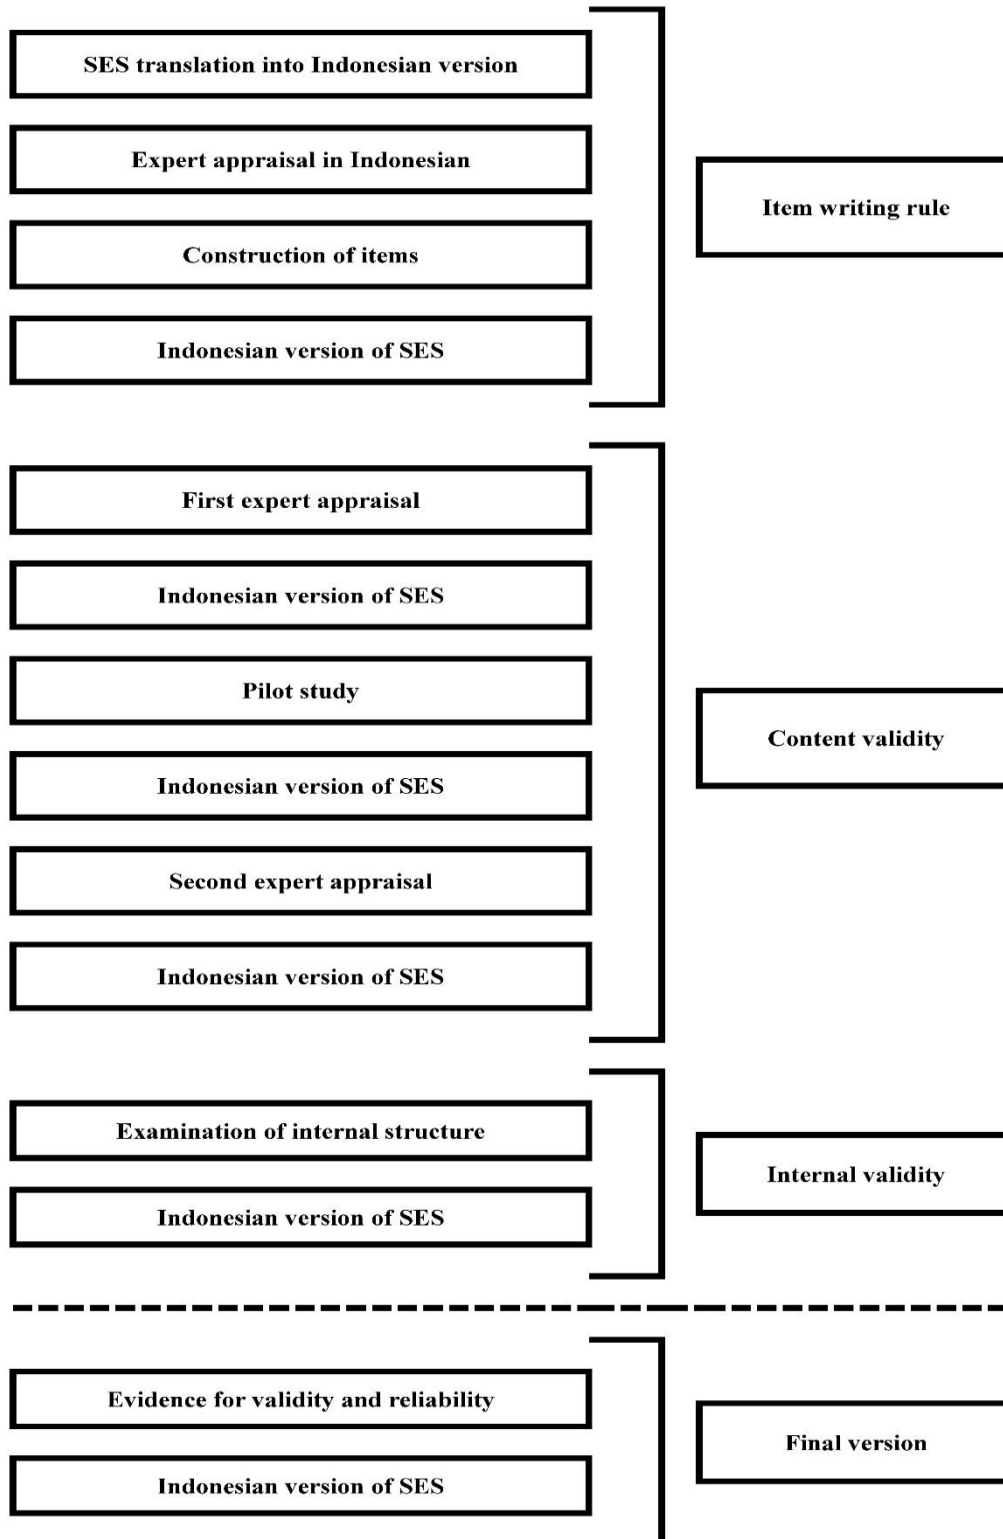 SES translation into Indonesian version
Expert appraisal in Indonesian
Construction of items
Indonesian version of SES
Item writing rule
First expert appraisal
Indonesian version of SES
Pilot study
Indonesian version of SES
Second expert appraisal
Indonesian version of SES
Content validity
Examination of internal structure
Indonesian version of SES
Internal validity
Evidence for validity and reliability
Indonesian version of SES
Final version